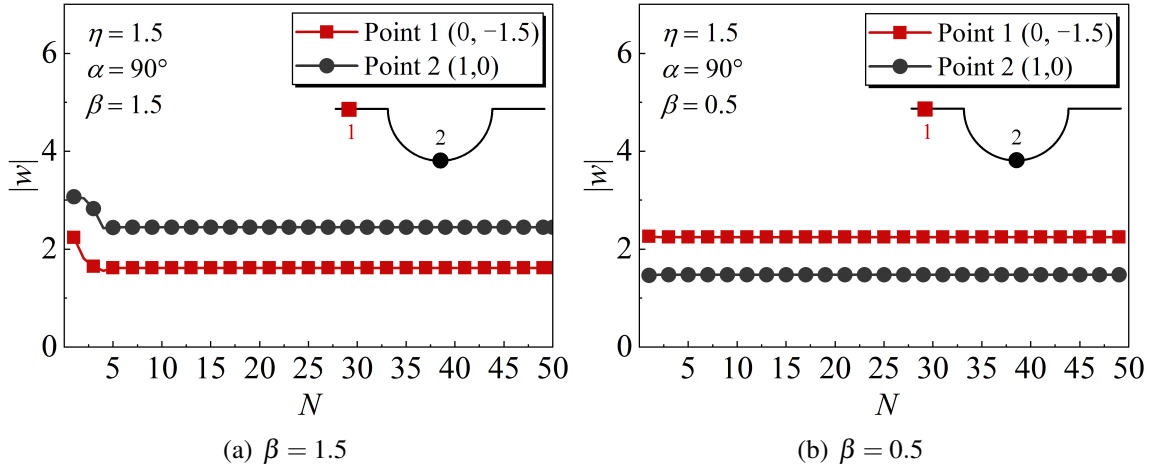 η = 1.5
α = 90°
β = 1.5
Point 1 (0, −1.5)
Point 2 (1,0)
1
2
|w|
6
4
2
0
5 10 15 20 25 30 35 40 45 50
N
(a) β = 1.5
η = 1.5
α = 90°
β = 0.5
Point 1 (0, −1.5)
Point 2 (1,0)
1
2
|w|
6
4
2
0
5 10 15 20 25 30 35 40 45 50
N
(b) β = 0.5